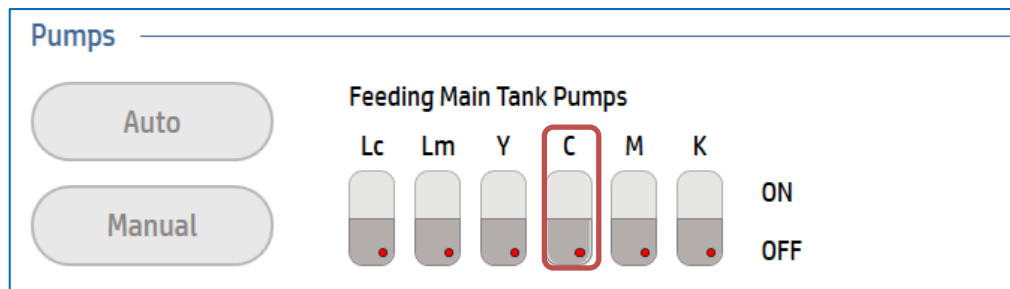 Pumps
Auto
Manual
Feeding Main Tank Pumps
Lc Lm Y C M K
ON
OFF